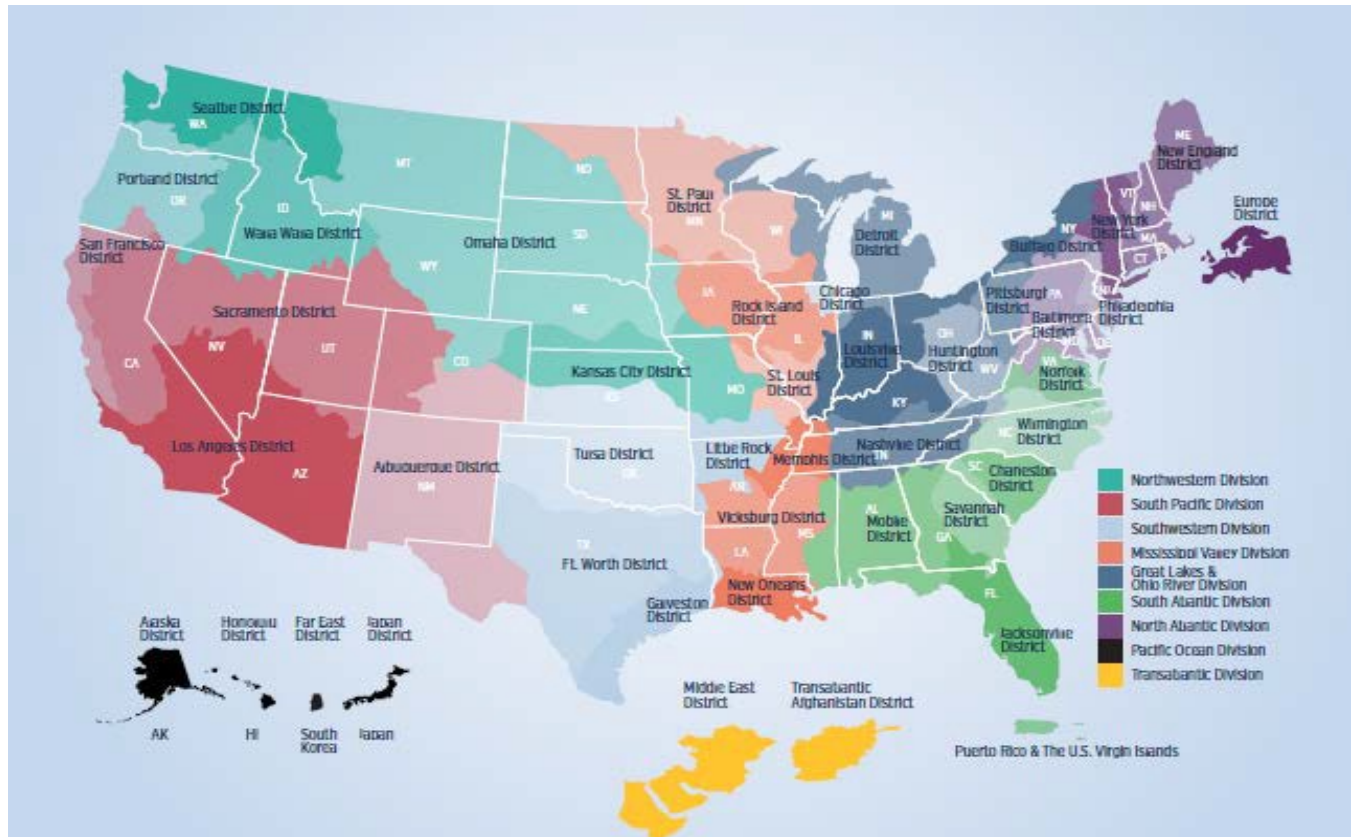 Seattle District
WA
Portland District
OR
MT
ID
Walla Walla District
San Francisco
District
Omaha District
WY
ND
SD
NE
St. Paul
District
MN
WI
MI
Detroit
District
ME
New England
District
VT
NH
NY
New York
District
MA
CT
Buffalo District
Europe
District
Sacramento District
CA
NV
UT
CO
IA
Rock Island
District
Chicago
District
IL
IN
Louisville
District
OH
Huntington
District
Pittsburgh
PA
NJ
Philadelphia
District
Baltimore
District
MD
DE
WV
VA
Norfolk
District
Kansas City District
KS
MO
St. Louis
District
KY
Los Angeles District
AZ
Albuquerque District
NM
Tulsa District
OK
Little Rock
District
AR
Memphis District
Nashville District
TN
NC
Wilmington
District
SC
Charleston
District
Savannah
District
GA
Vicksburg District
MS
AL
Mobile
District
TX
Ft. Worth District
LA
New Orleans
District
Galveston
District
FL
Jacksonville
District
Northwestern Division
South Pacific Division
Southwestern Division
Mississippi Valley Division
Great Lakes &
Ohio River Division
South Atlantic Division
North Atlantic Division
Pacific Ocean Division
Transatlantic Division
Alaska
District
Honolulu
District
Far East
District
Japan
District
AK
HI
South
Korea
Japan
Middle East
District
Transatlantic
Afghanistan District
Puerto Rico & The U.S. Virgin Islands